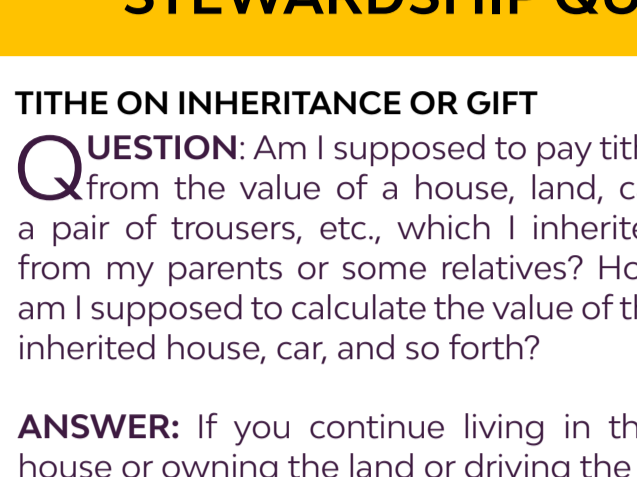 STEWARDSHIP
TITHE ON INHERITANCE OR GIFT
QUESTION: Am I supposed to pay
from the value of a house, land,
a pair of trousers, etc., which I
from my parents or some relatives?
am I supposed to calculate the value of
inherited house, car, and so forth?
ANSWER: If you continue living in
house or owning the land or driving the